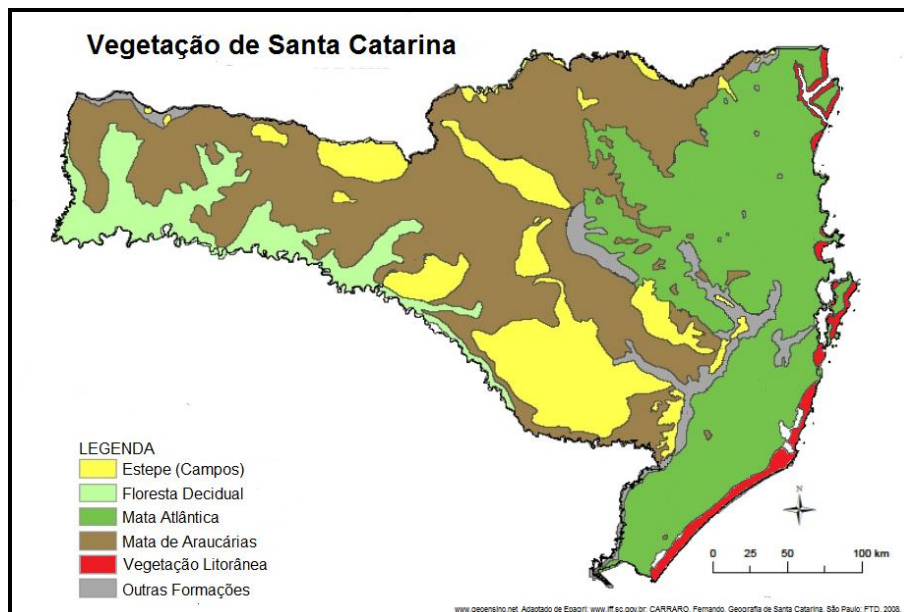 Vegetação de Santa Catarina
LEGENDA
Estepe (Campos)
Floresta Decidual
Mata Atlântica
Mata de Araucárias
Vegetação Litorânea
Outras Formações
N
0 25 50 100 km
www.geoensino.net. Adaptado de Epagri; www.iff.sc.gov.br; CARRARO, Fernando. Geografia de Santa Catarina. São Paulo: FTD, 2008.